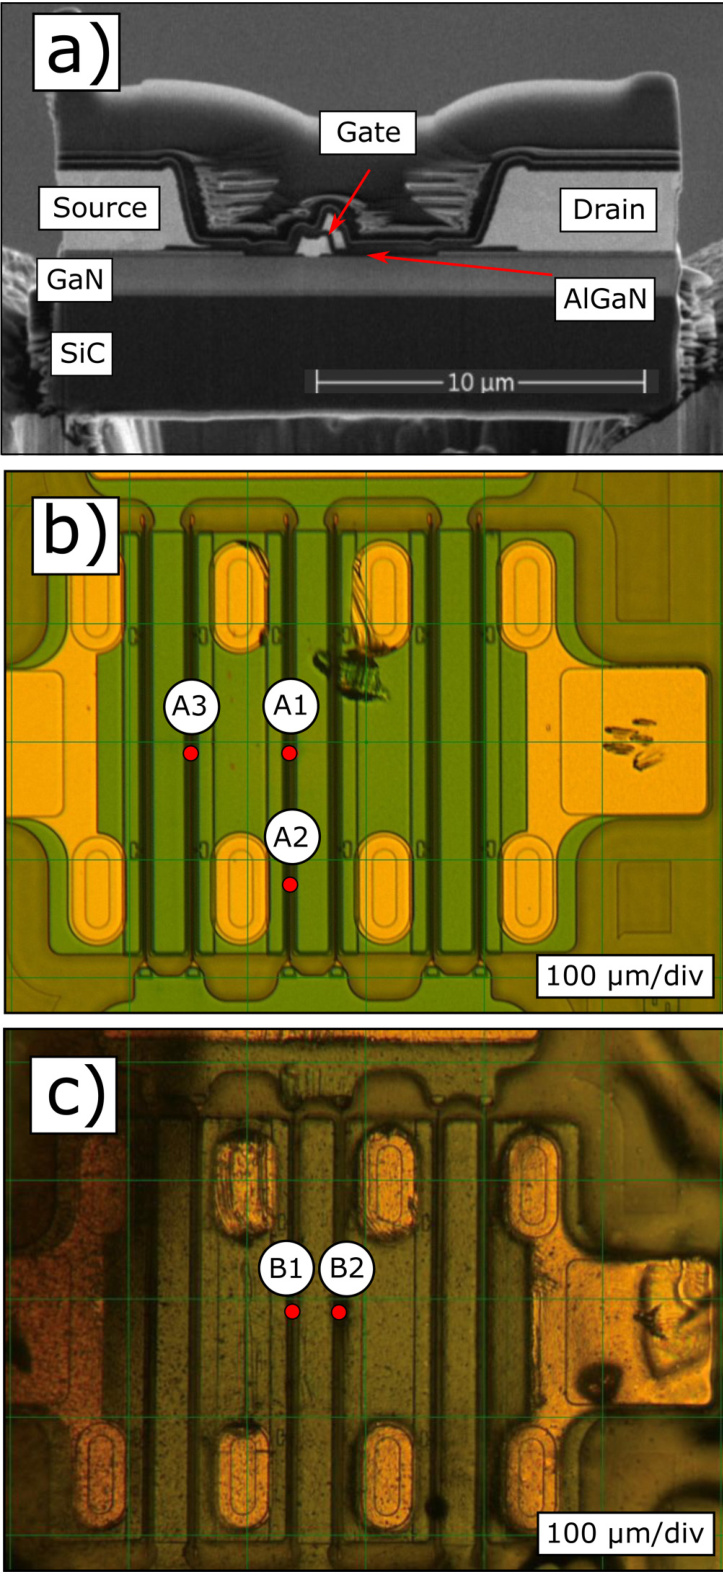 a)
Gate
Source
Drain
GaN
AlGaN
SiC
10 µm
b)
A3
A1
A2
100 µm/div
c)
B1
B2
100 µm/div